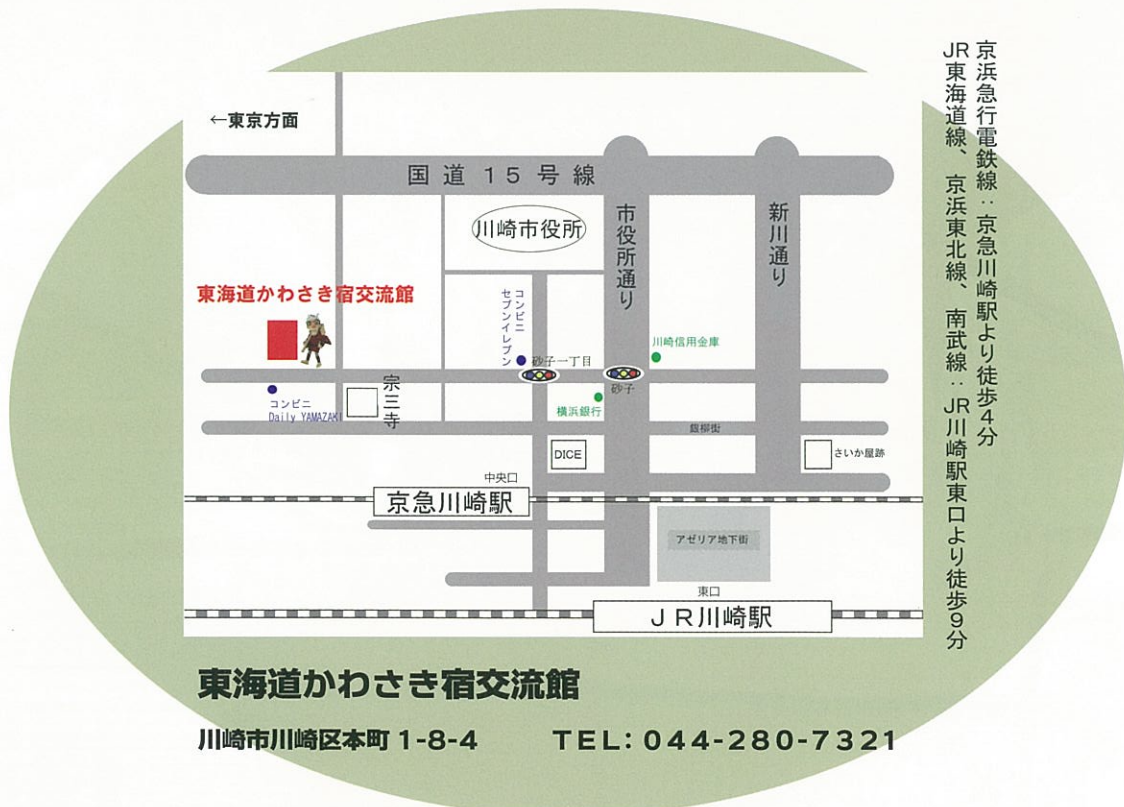 京浜急行電鉄線：京急川崎駅より徒歩4分
JR東海道線、京浜東北線、南武線：JR川崎駅東口より徒歩9分
←東京方面
国道15号線
川崎市役所
市役所通り
新川通り
東海道かわさき宿交流館
コンビニ
セブンイレブン
砂子一丁目
川崎信用金庫
砂子
コンビニ
Daily YAMAZAKI
宗三寺
横浜銀行
銀柳街
DICE
さいか屋跡
中央口
京急川崎駅
アゼリア地下街
東口
JR川崎駅
東海道かわさき宿交流館
川崎市川崎区本町 1-8-4
TEL: 044-280-7321